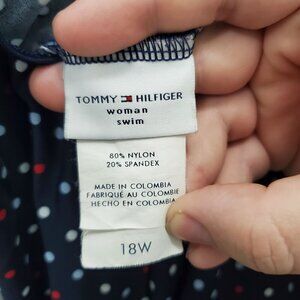 TOMMY HILFIGER
woman
swim
80% NYLON
20% SPANDEX
MADE IN COLOMBIA
FABRIQUÉ AU COLOMBIE
HECHO EN COLOMBIA
18W